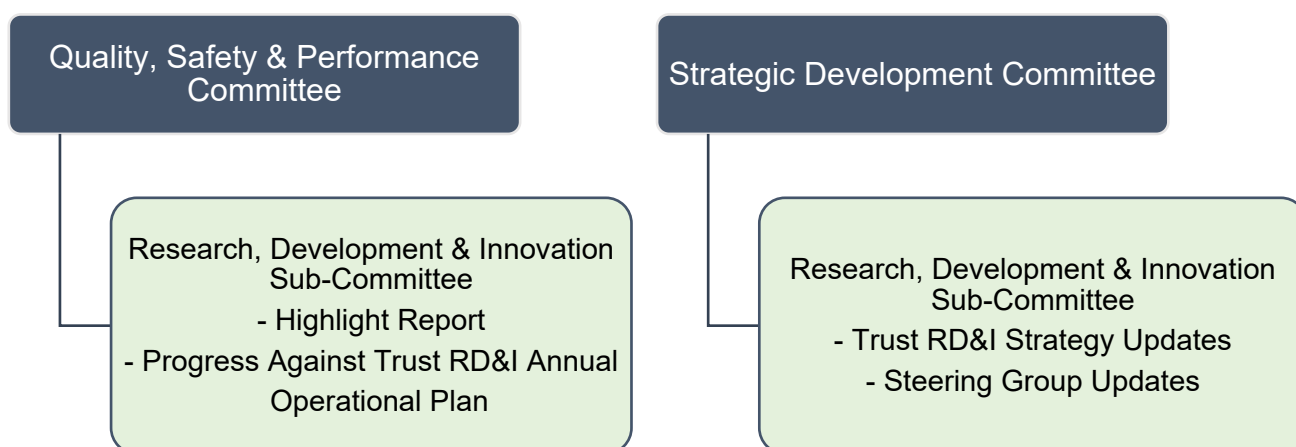 Quality, Safety & Performance
Committee
Research, Development & Innovation
Sub-Committee
- Highlight Report
- Progress Against Trust RD&I Annual
Operational Plan
Strategic Development Committee
Research, Development & Innovation
Sub-Committee
- Trust RD&I Strategy Updates
- Steering Group Updates